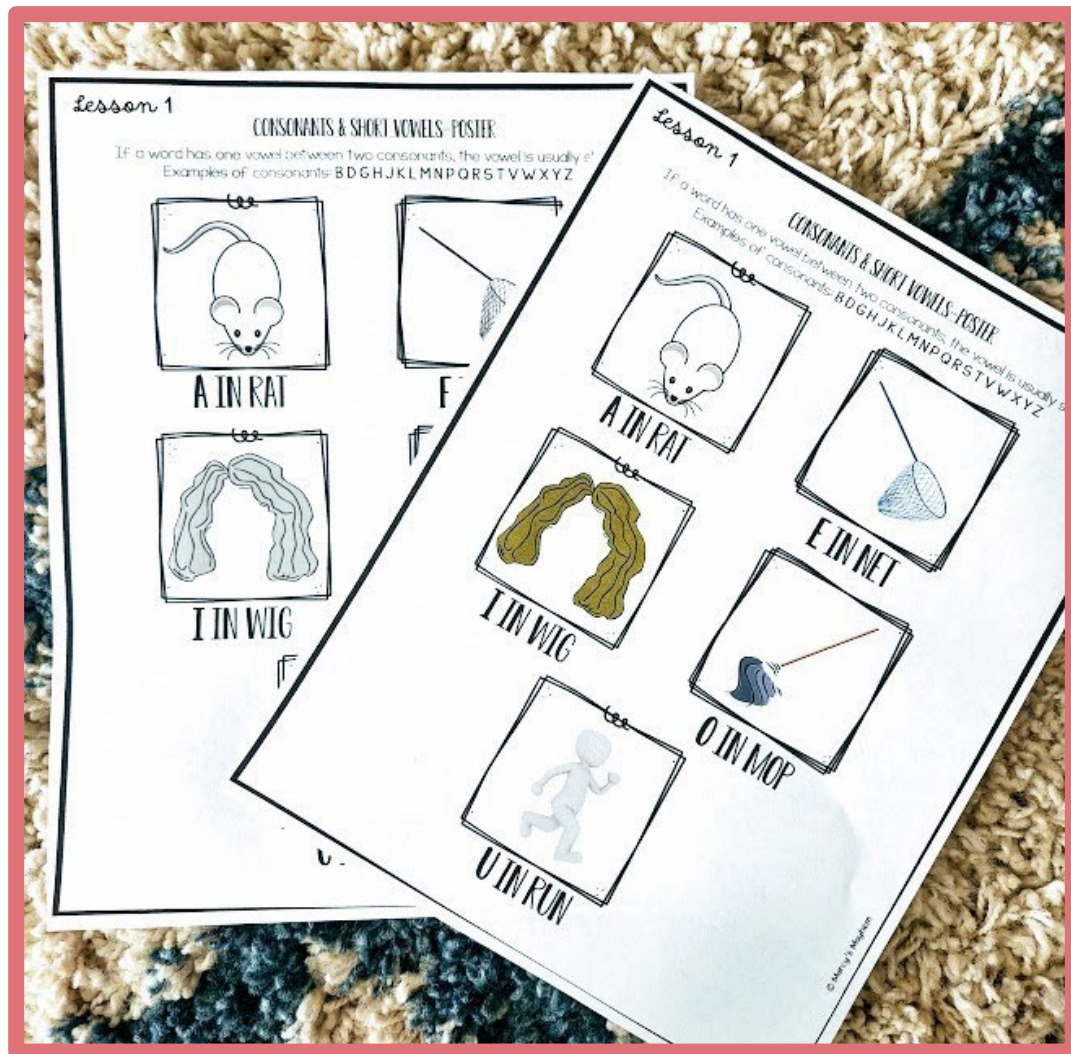 Lesson 1
CONSONANTS & SHORT VOWELS-POSTER
If a word has one vowel between two consonants, the vowel is usually
Examples of consonants: B D G H J K L M N P Q R S T V W X Y Z
A IN RAT
E
I IN WIG
U
Lesson 1
CONSONANTS & SHORT VOWELS-POSTER
If a word has one vowel between two consonants, the vowel is usually
Examples of consonants: B D G H J K L M N P Q R S T V W X Y Z
A IN RAT
E IN NET
I IN WIG
O IN MOP
U IN RUN
© Marcy's Mayhem